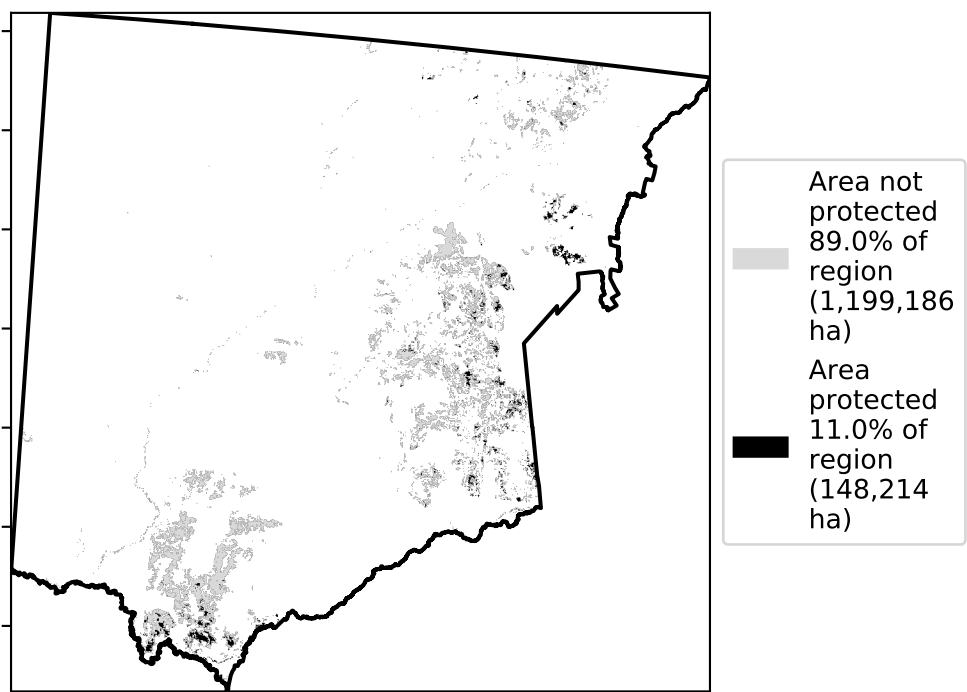 Area not
protected
89.0% of
region
(1,199,186
ha)
Area
protected
11.0% of
region
(148,214
ha)